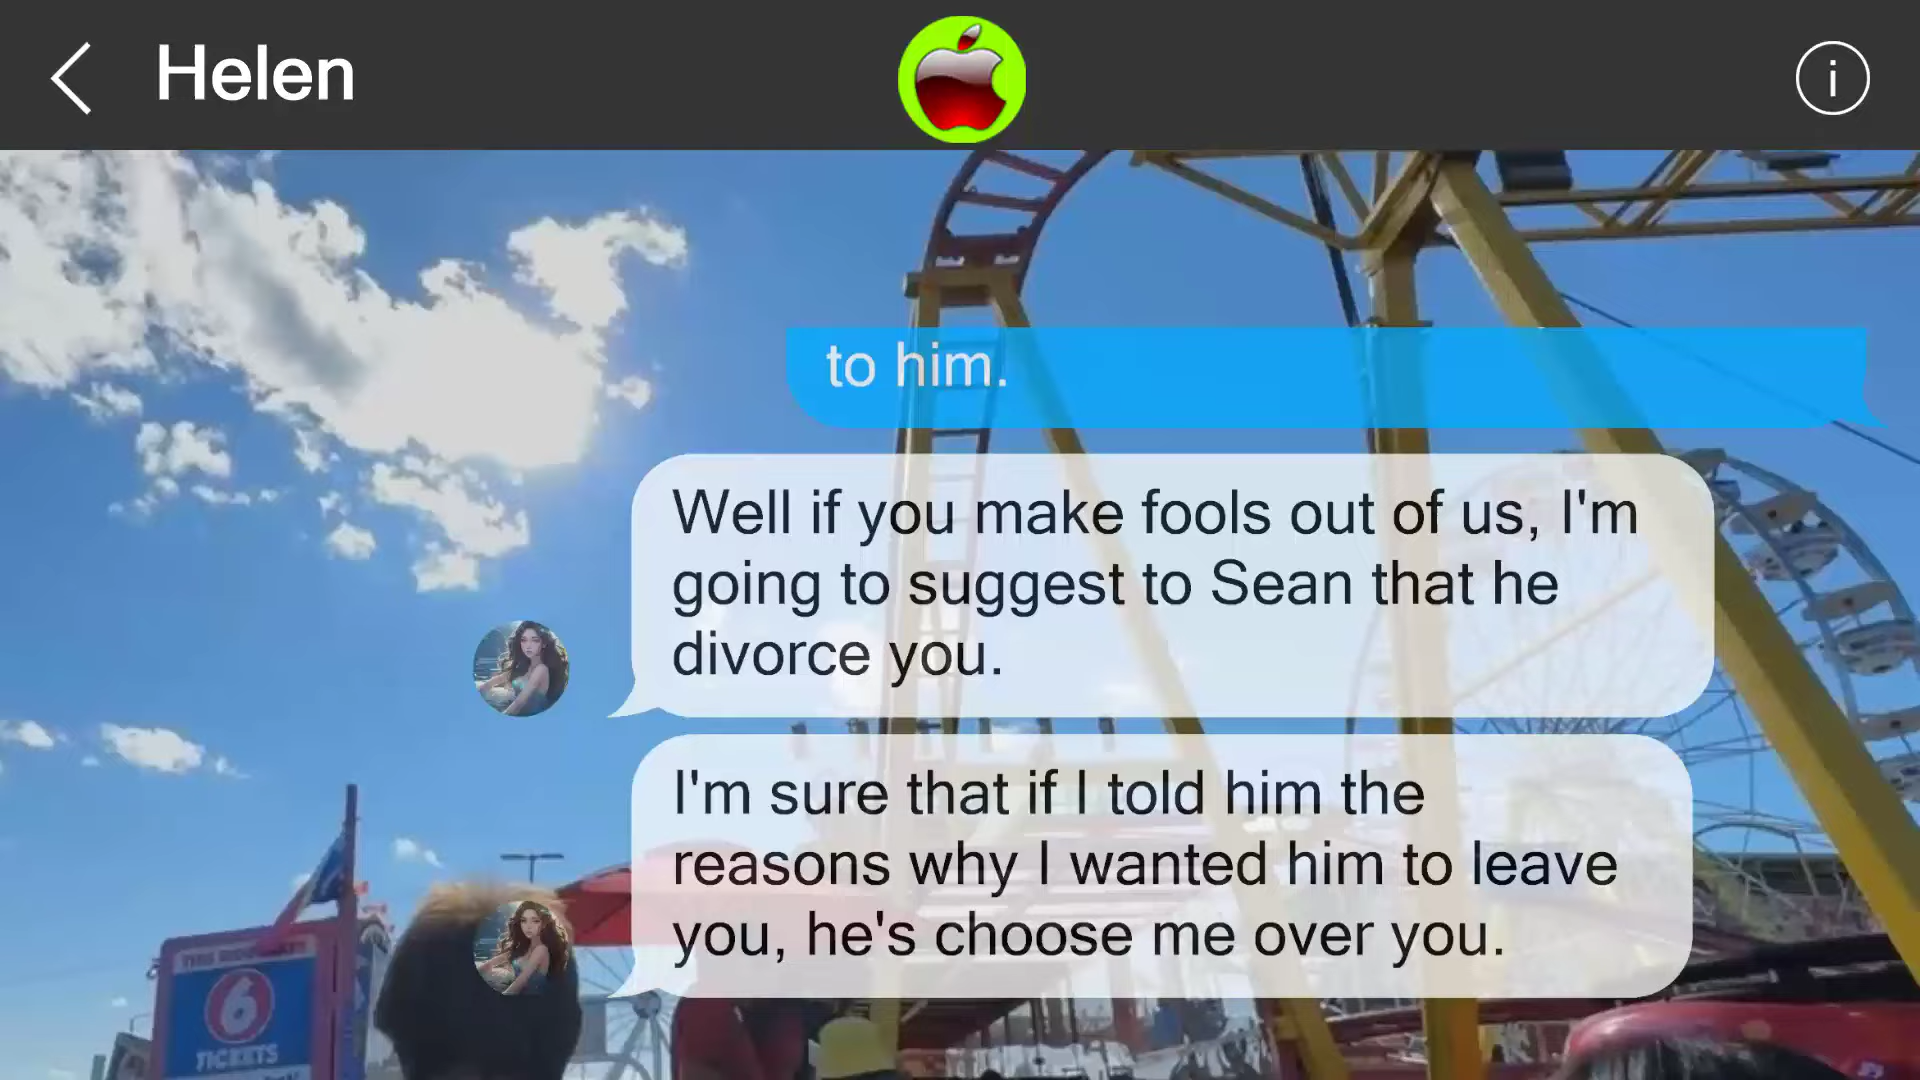 Helen
to him.
Well if you make fools out of us, I'm
going to suggest to Sean that he
divorce you.
I'm sure that if I told him the
reasons why I wanted him to leave
you, he's choose me over you.
6
TICKETS